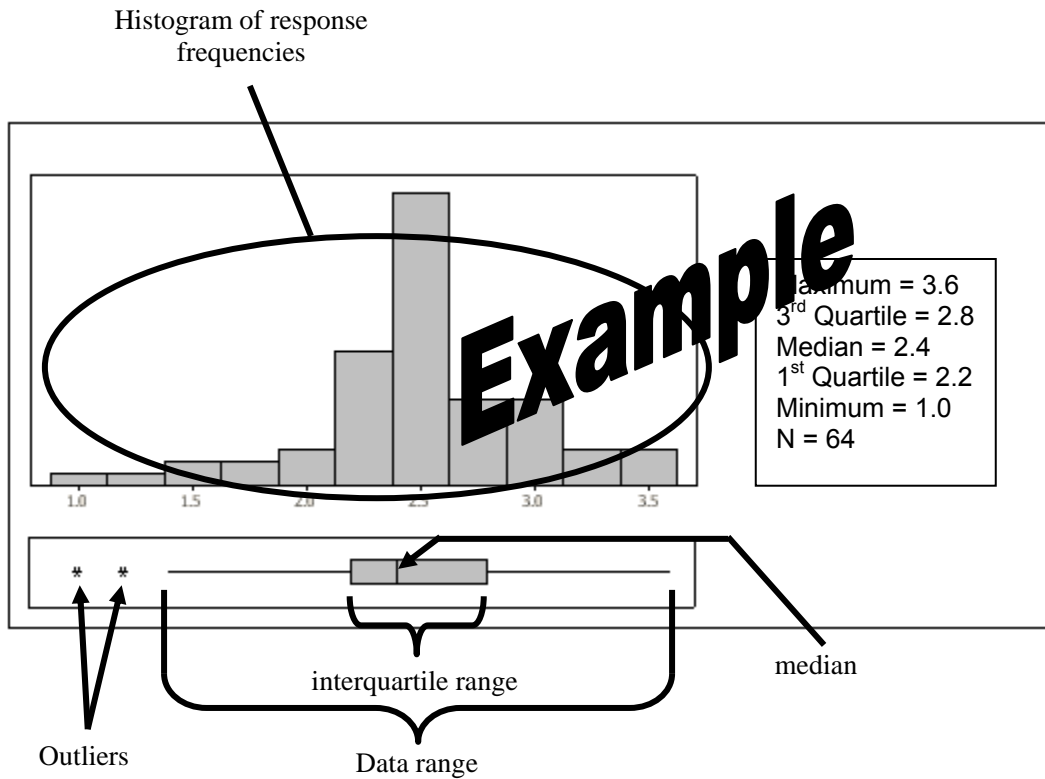 Histogram of response
frequencies
Example
Maximum = 3.6
3rd Quartile = 2.8
Median = 2.4
1st Quartile = 2.2
Minimum = 1.0
N = 64
1.0 1.5 2.0 2.5 3.0 3.5
* *
median
interquartile range
Outliers
Data range